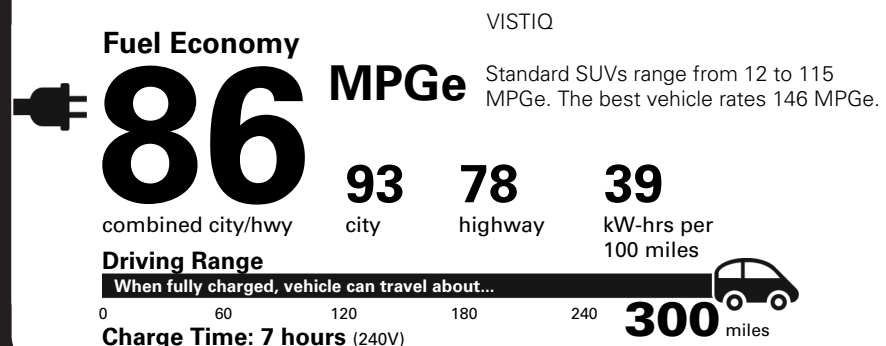 VISTIQ
Fuel Economy
86
MPGe
Standard SUVs range from 12 to 115
MPGe. The best vehicle rates 146 MPGe.
93
78
39
combined city/hwy
city
highway
kW-hrs per
100 miles
Driving Range
When fully charged, vehicle can travel about...
0 60 120 180 240 300 miles
Charge Time: 7 hours (240V)